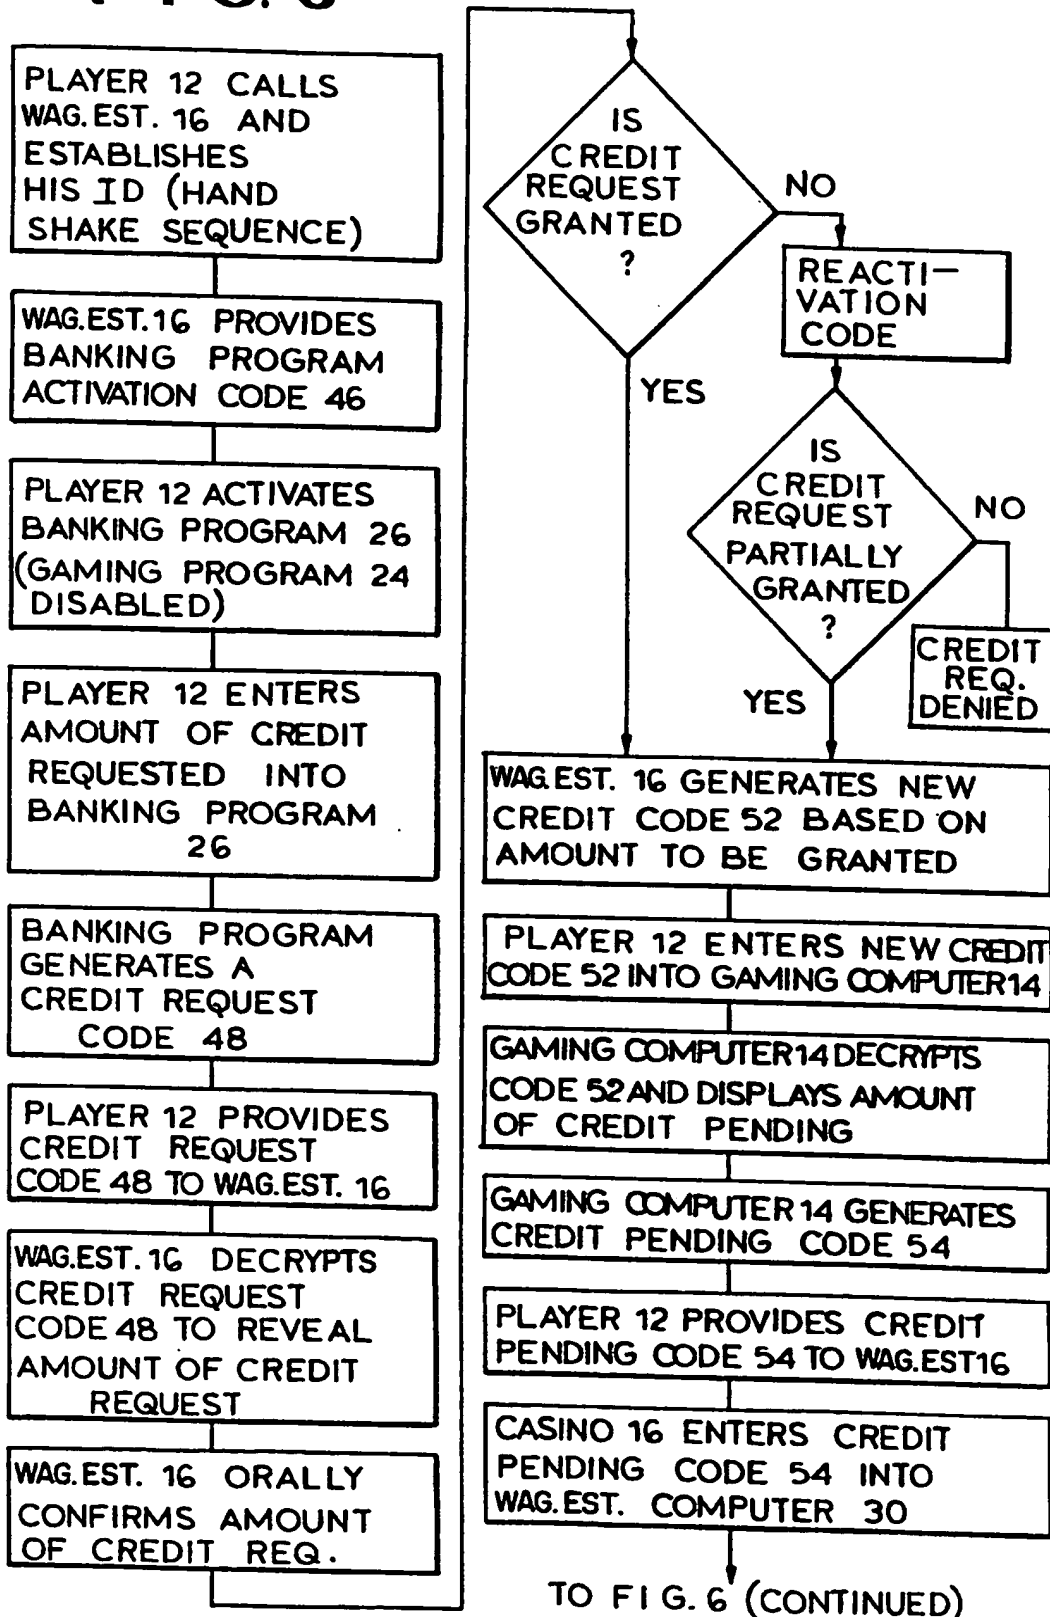 PLAYER 12 CALLS
WAG.EST. 16 AND
ESTABLISHES
HIS ID (HAND
SHAKE SEQUENCE)
WAG.EST.16 PROVIDES
BANKING PROGRAM
ACTIVATION CODE 46
PLAYER 12 ACTIVATES
BANKING PROGRAM 26
(GAMING PROGRAM 24
DISABLED)
PLAYER 12 ENTERS
AMOUNT OF CREDIT
REQUESTED INTO
BANKING PROGRAM
26
BANKING PROGRAM
GENERATES A
CREDIT REQUEST
CODE 48
PLAYER 12 PROVIDES
CREDIT REQUEST
CODE 48 TO WAG.EST. 16
WAG.EST. 16 DECRYPTS
CREDIT REQUEST
CODE 48 TO REVEAL
AMOUNT OF CREDIT
REQUEST
WAG.EST. 16 ORALLY
CONFIRMS AMOUNT
OF CREDIT REQ.
IS
CREDIT
REQUEST
GRANTED
?
NO
REACTI-
VATION
CODE
YES
IS
CREDIT
REQUEST
PARTIALLY
GRANTED
?
NO
CREDIT
REQ.
DENIED
YES
WAG.EST. 16 GENERATES NEW
CREDIT CODE 52 BASED ON
AMOUNT TO BE GRANTED
PLAYER 12 ENTERS NEW CREDIT
CODE 52 INTO GAMING COMPUTER 14
GAMING COMPUTER 14 DECRYPTS
CODE 52 AND DISPLAYS AMOUNT
OF CREDIT PENDING
GAMING COMPUTER 14 GENERATES
CREDIT PENDING CODE 54
PLAYER 12 PROVIDES CREDIT
PENDING CODE 54 TO WAG.EST16
CASINO 16 ENTERS CREDIT
PENDING CODE 54 INTO
WAG.EST. COMPUTER 30
TO FIG. 6 (CONTINUED)